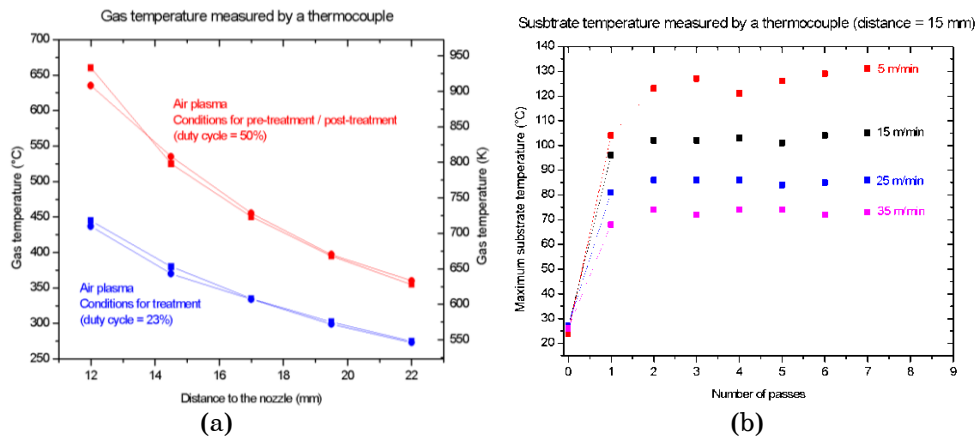 Gas temperature measured by a thermocouple
700
650
600
550
500
450
400
350
300
250
950
900
850
800
750
700
650
600
550
Gas temperature (°C)
Gas temperature (K)
Air plasma
Conditions for pre-treatment / post-treatment
(duty cycle = 50%)
Air plasma
Conditions for treatment
(duty cycle = 23%)
12 14 16 18 20 22
Distance to the nozzle (mm)
(a)
Susbtrate temperature measured by a thermocouple (distance = 15 mm)
140
130
120
110
100
90
80
70
60
50
40
30
20
Maximum substrate temperature (°C)
5 m/min
15 m/min
25 m/min
35 m/min
0 1 2 3 4 5 6 7 8 9
Number of passes
(b)